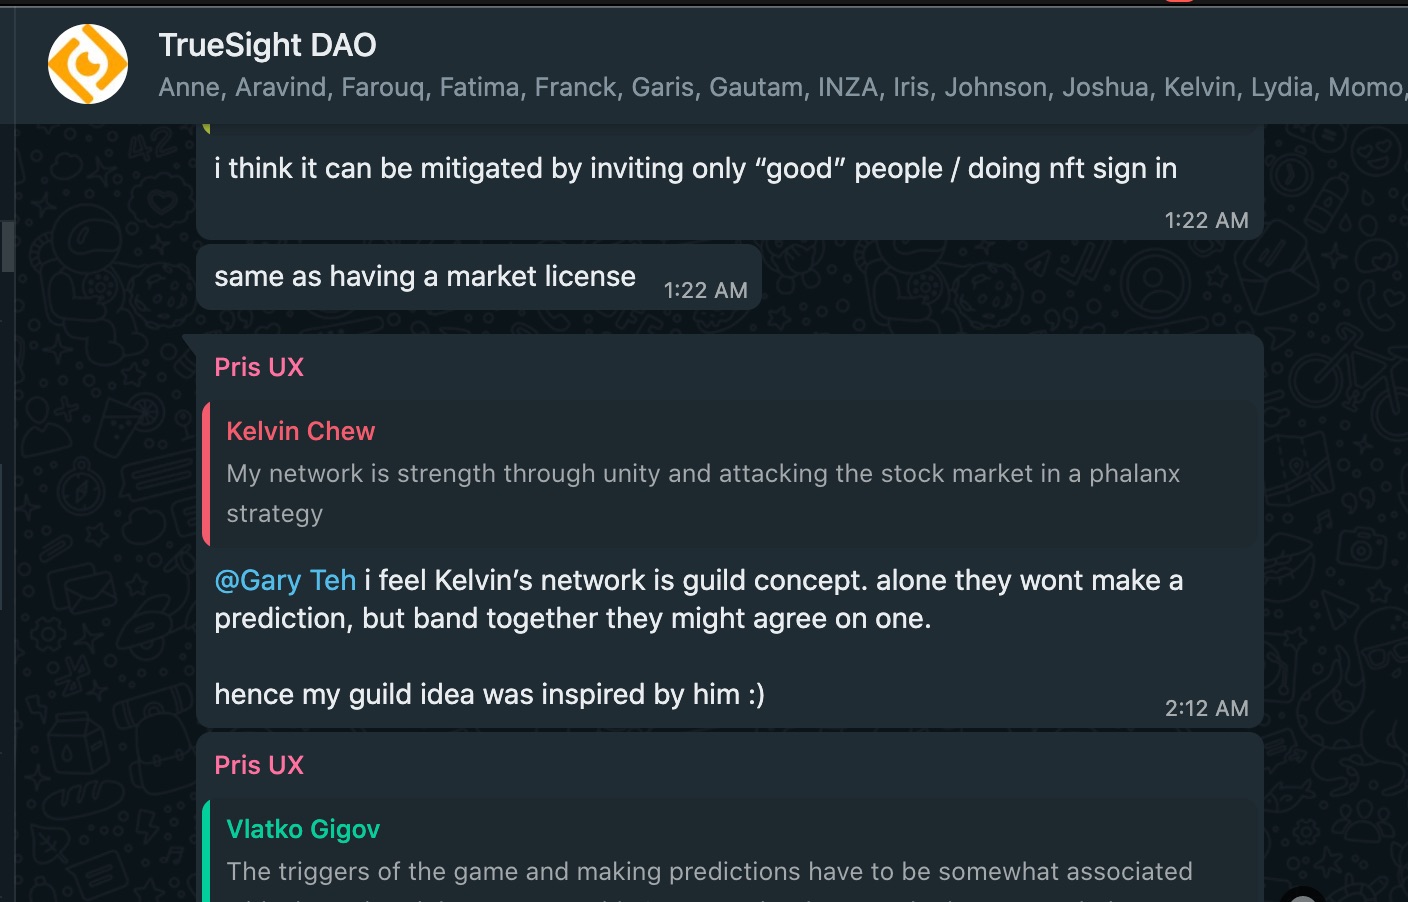 TrueSight DAO
Anne, Aravind, Farouq, Fatima, Franck, Garis, Gautam, INZA, Iris, Johnson, Joshua, Kelvin, Lydia, Momo,
i think it can be mitigated by inviting only “good” people / doing nft sign in
1:22 AM
same as having a market license
1:22 AM
Pris UX
Kelvin Chew
My network is strength through unity and attacking the stock market in a phalanx
strategy
@Gary Teh i feel Kelvin’s network is guild concept. alone they wont make a
prediction, but band together they might agree on one.
hence my guild idea was inspired by him :)
2:12 AM
Pris UX
Vlatko Gigov
The triggers of the game and making predictions have to be somewhat associated